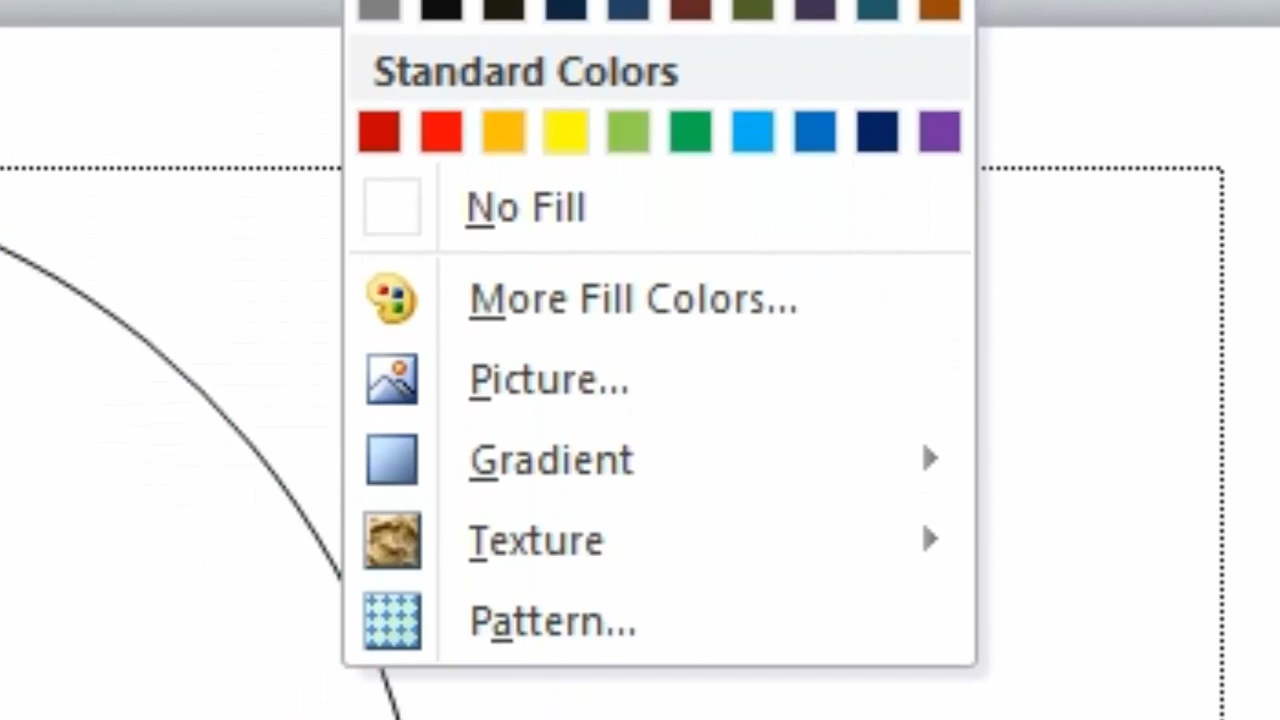 Standard Colors
No Fill
More Fill Colors...
Picture...
Gradient
Texture
Pattern...